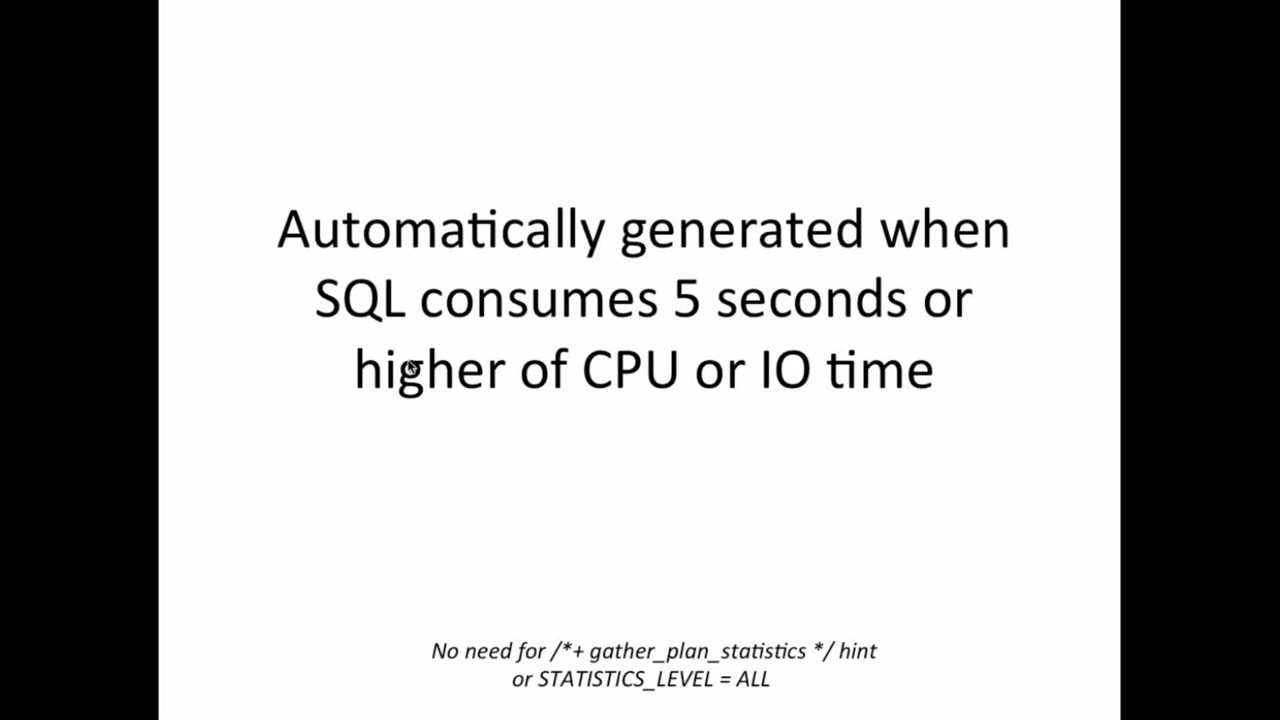 Automatically generated when
SQL consumes 5 seconds or
higher of CPU or IO time
No need for /*+ gather_plan_statistics */ hint
or STATISTICS_LEVEL = ALL